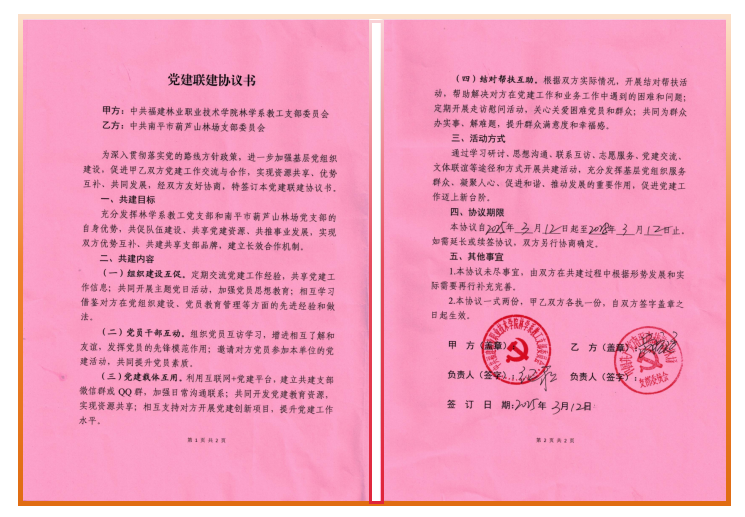 党建联建协议书
甲方：中共福建林业职业技术学院林学系教工支部委员会
乙方：中共南平市葫芦山林场支部委员会
为深入贯彻落实党的路线方针政策，进一步加强基层党组织
建设，促进甲乙双方党建工作交流与合作，实现资源共享、优势
互补、共同发展，经双方友好协商，特签订本党建联建协议书。
一、共建目标
充分发挥林学系教工党支部和南平市葫芦山林场党支部的
自身优势，共促队伍建设、共享党建资源、共推事业发展，实现
双方优势互补、共建共享支部品牌，建立长效合作机制。
二、共建内容
（一）组织建设互促。定期交流党建工作经验，共享党建工
作信息；共同开展主题党日活动，加强党员思想教育；相互学习
借鉴对方在党组织建设、党员教育管理等方面的先进经验和做
法。
（二）党员干部互动。组织党员互访学习，增进相互了解和
友谊，发挥党员的先锋模范作用；邀请对方党员参加本单位的党
建活动，共同提升党员素质。
（三）党建载体互用。利用互联网+党建平台，建立共建支部
微信群或 QQ 群，加强日常沟通联系；共同开发党建教育资源，
实现资源共享；相互支持对方开展党建创新项目，提升党建工作
水平。
第 1 页 共 2 页
（四）结对帮扶互助。根据双方实际情况，开展结对帮扶活
动，帮助解决对方在党建工作和业务工作中遇到的困难和问题；
定期开展走访慰问活动，关心关爱困难党员和群众；共同为群众
办实事、解难题，提升群众满意度和幸福感。
三、活动方式
通过学习研讨、思想沟通、联系互访、志愿服务、党建交流、
文体联谊等途径和方式开展共建活动，充分发挥基层党组织服务
群众，凝聚人心、促进和谐、推动发展的重要作用，促进党建工
作迈上新台阶。
四、协议期限
本协议自2015年 3 月 12 日起至2018年 3 月 12 日止，
如需延长或续签协议，双方另行协商确定。
五、其他事宜
1.本协议未尽事宜，由双方在共建过程中根据形势发展和实
际需要再行补充完善。
2.本协议一式两份，甲乙双方各执一份，自双方签字盖章之
日起生效。
甲 方（盖章）： 乙 方（盖章）：
负责人（签字）： 负责人（签字）：
签 订 日 期：2015年 3月12日
第 2 页 共 2 页